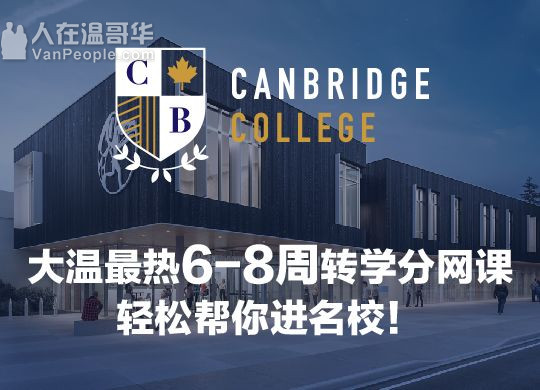 人在温哥华
VanPeople.com
C
B
CANBRIDGE
COLLEGE
大温最热6-8周转学分网课
轻松帮你进名校!